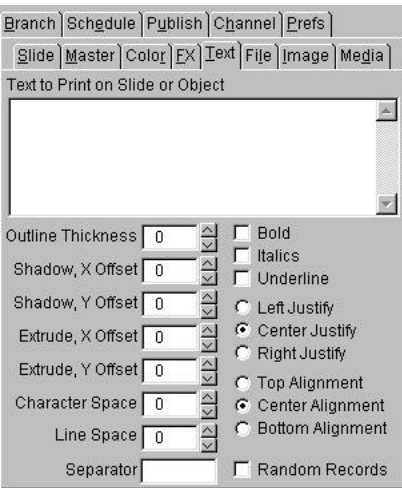 Branch Schedule Publish Channel Prefs
Slide Master Color FX Text File Image Media
Text to Print on Slide or Object
Outline Thickness 0 Bold
Italics
Shadow, X Offset 0 Underline
Shadow, Y Offset 0 Left Justify
Extrude, X Offset 0 Center Justify
Right Justify
Extrude, Y Offset 0 Top Alignment
Character Space 0 Center Alignment
Line Space 0 Bottom Alignment
Separator Random Records